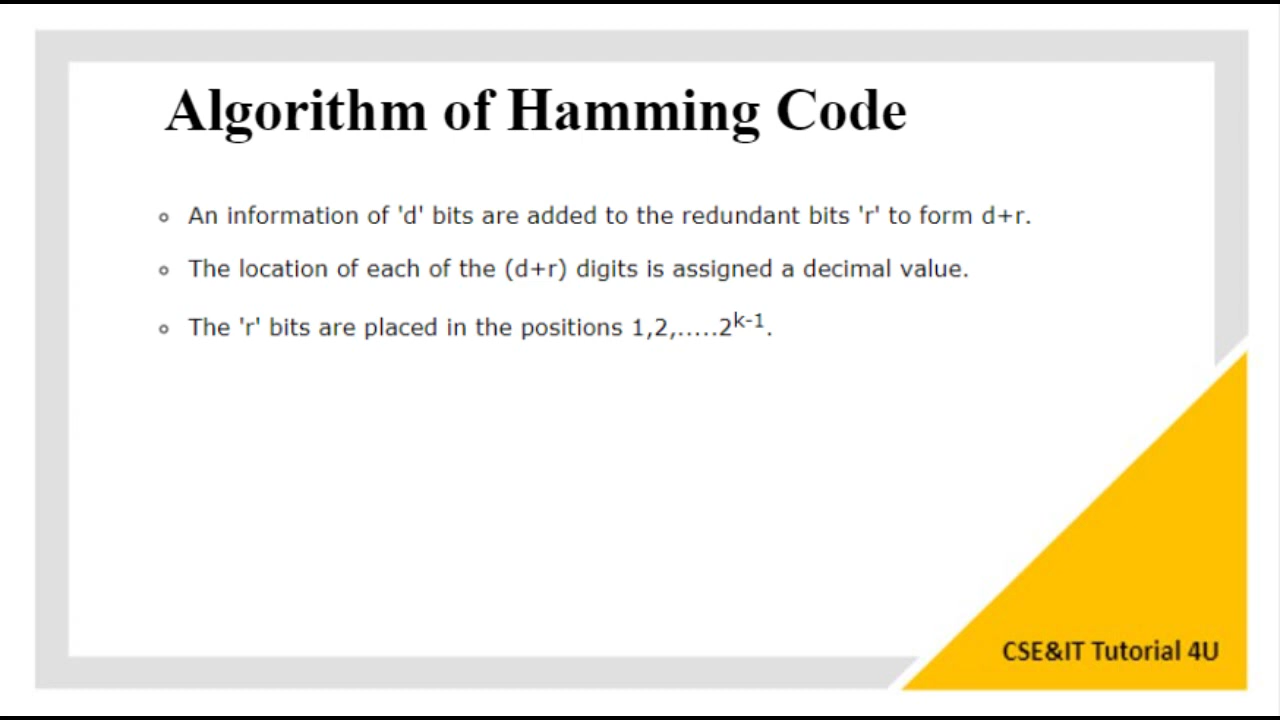 Algorithm of Hamming Code
◦ An information of 'd' bits are added to the redundant bits 'r' to form d+r.
◦ The location of each of the (d+r) digits is assigned a decimal value.
◦ The 'r' bits are placed in the positions 1,2,.....2^k-1.
CSE&IT Tutorial 4U